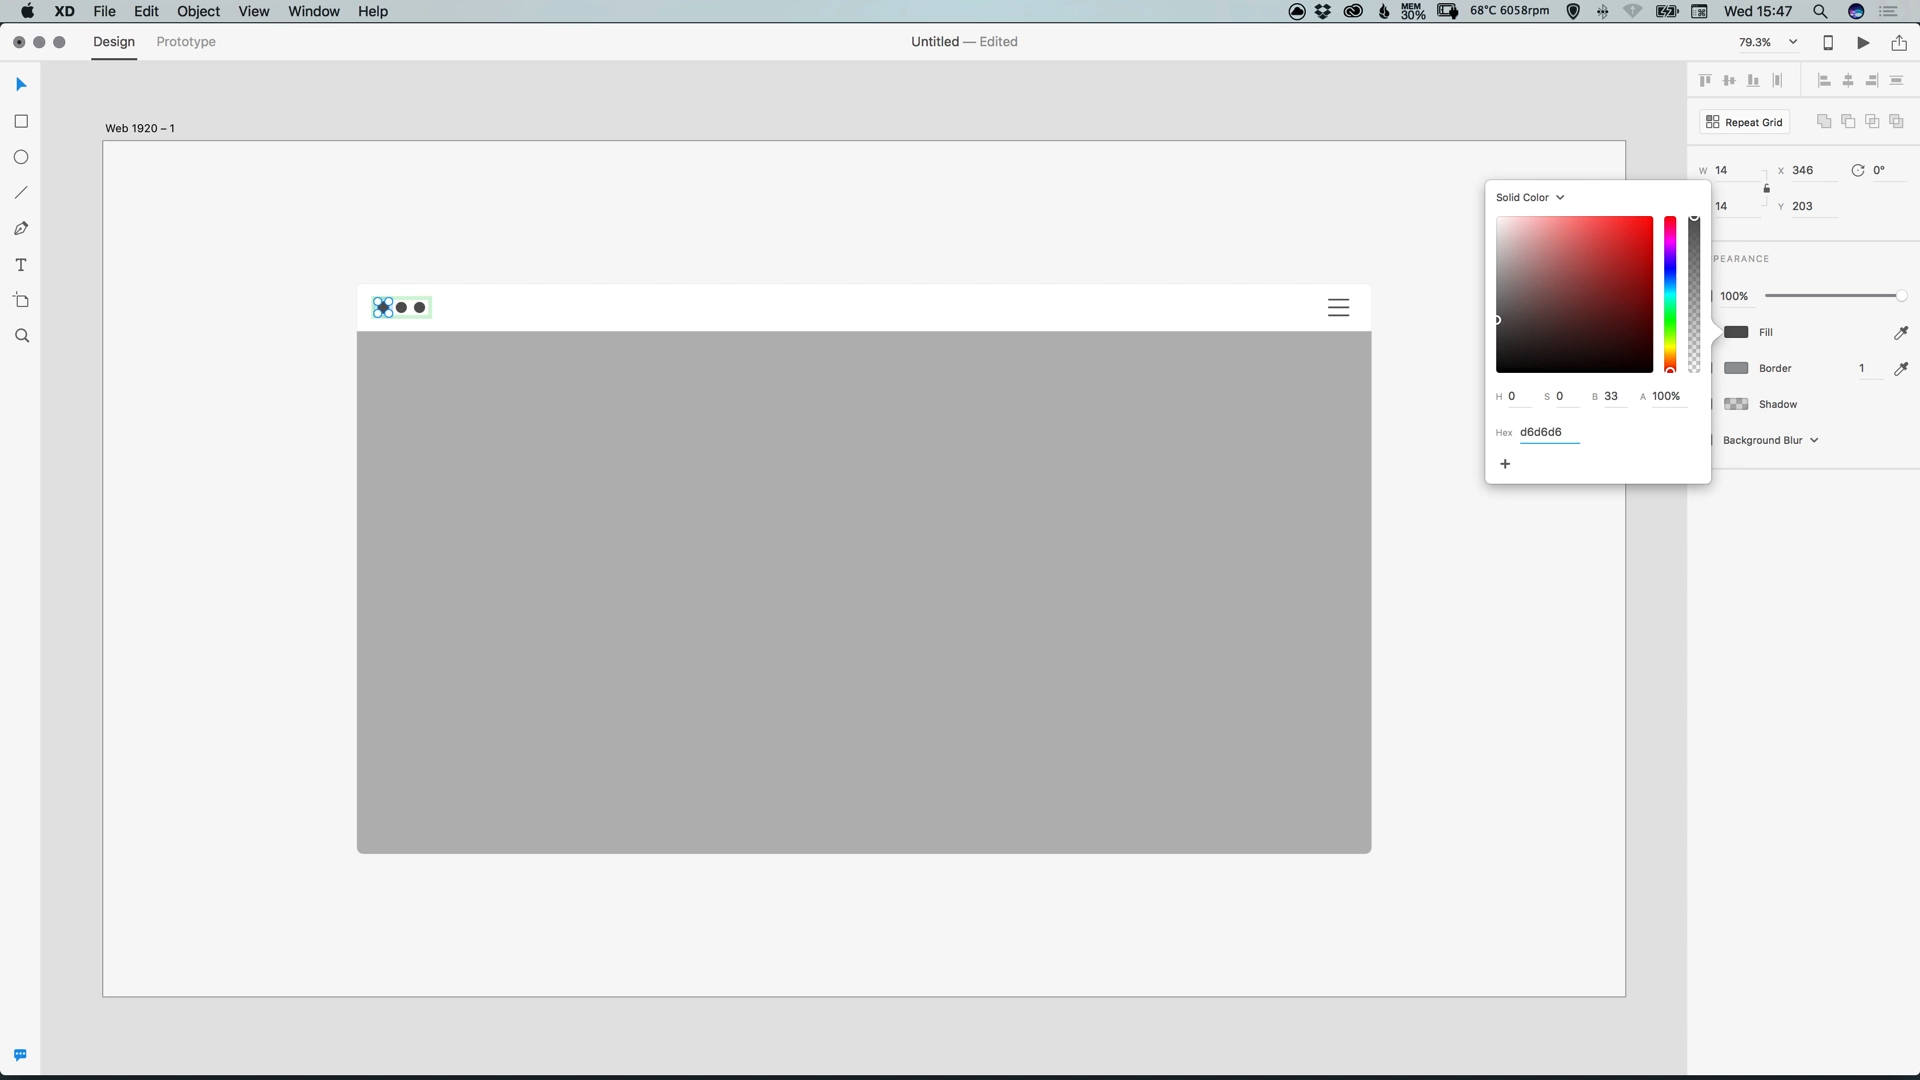 XD File Edit Object View Window Help
MEM 30% 68°C 6058rpm Wed 15:47
Design Prototype
Untitled — Edited
79.3%
Web 1920 – 1
Repeat Grid
W 14 X 346 0°
14 Y 203
Solid Color
PEARANCE
100%
Fill
Border 1
Shadow
Background Blur
H 0 S 0 B 33 A 100%
Hex d6d6d6